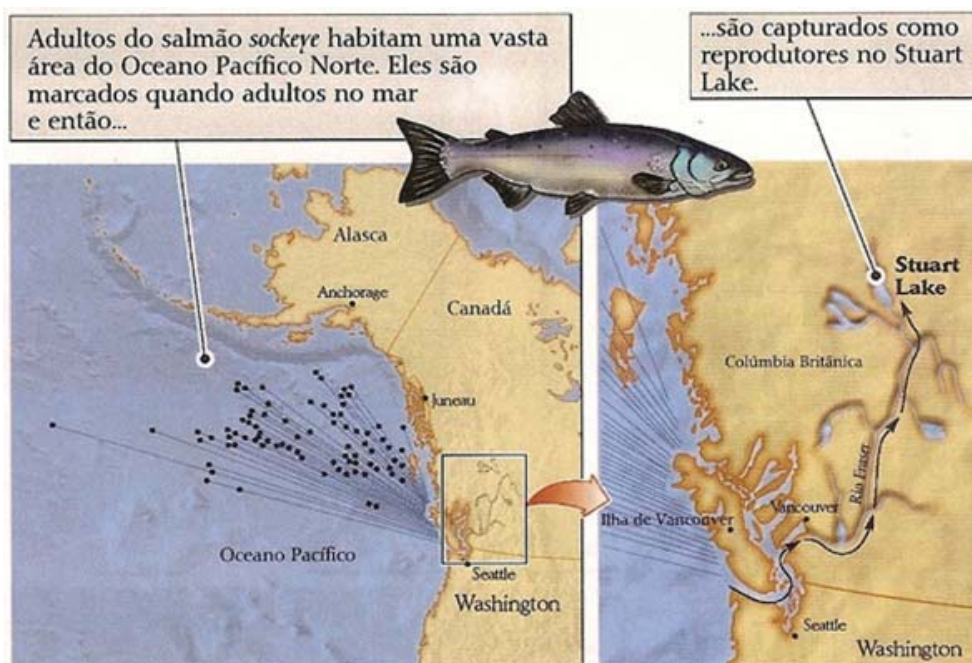 Adultos do salmão sockeye habitam uma vasta
área do Oceano Pacífico Norte. Eles são
marcados quando adultos no mar
e então...
...são capturados como
reprodutores no Stuart
Lake.
Alasca
Anchorage
Canadá
Juneau
Oceano Pacífico
Seattle
Washington
Stuart
Lake
Colúmbia Britânica
Rio Fraser
Vancouver
Ilha de Vancouver
Seattle
Washington